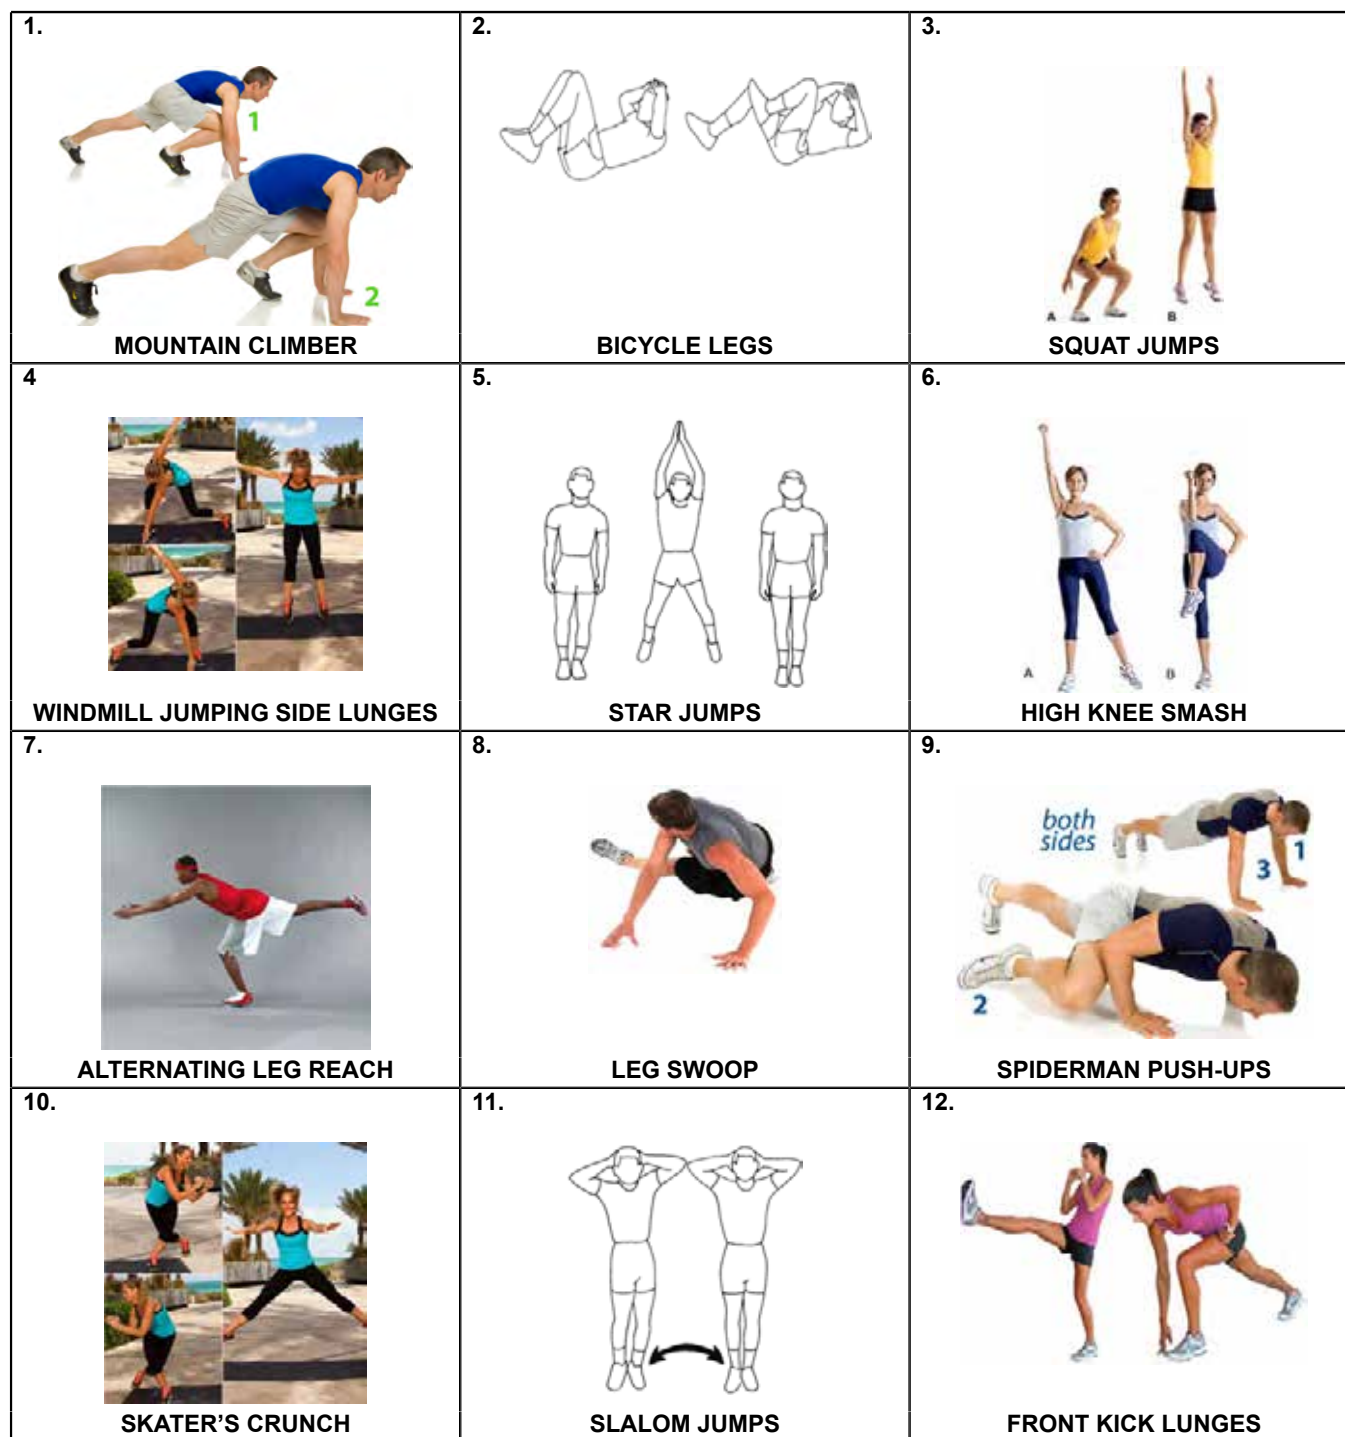 1.
1
2
MOUNTAIN CLIMBER
2.
BICYCLE LEGS
3.
A
B
SQUAT JUMPS
4
WINDMILL JUMPING SIDE LUNGES
5.
STAR JUMPS
6.
A
B
HIGH KNEE SMASH
7.
ALTERNATING LEG REACH
8.
LEG SWOOP
9.
both
sides
1
3
2
SPIDERMAN PUSH-UPS
10.
SKATER'S CRUNCH
11.
SLALOM JUMPS
12.
FRONT KICK LUNGES